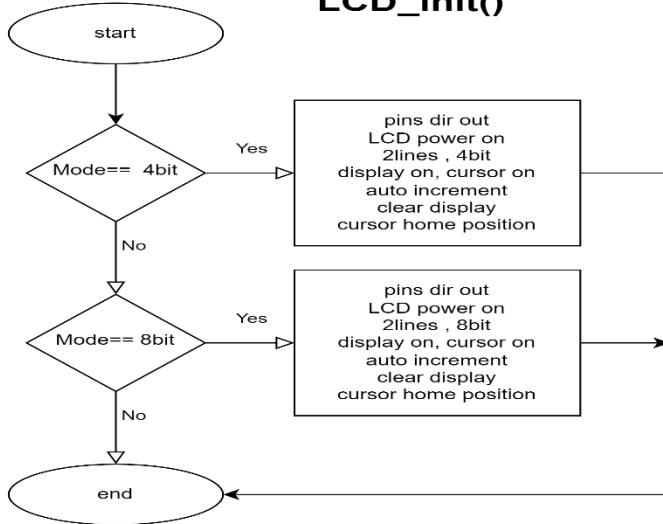 LCD_init()
start
Mode== 4bit
Yes
pins dir out
LCD power on
2lines , 4bit
display on, cursor on
auto increment
clear display
cursor home position
No
Mode== 8bit
Yes
pins dir out
LCD power on
2lines , 8bit
display on, cursor on
auto increment
clear display
cursor home position
No
end